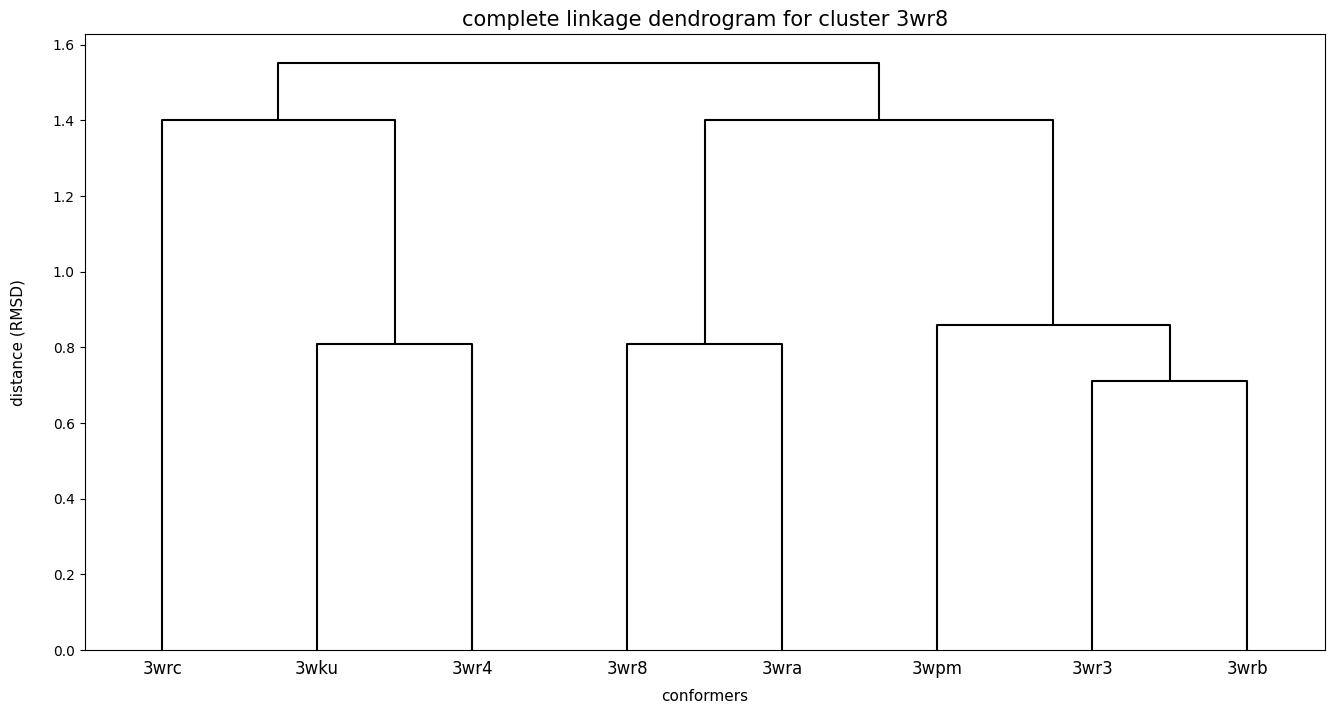 complete linkage dendrogram for cluster 3wr8
1.6
1.4
1.2
1.0
0.8
0.6
0.4
0.2
0.0
distance (RMSD)
3wrc 3wku 3wr4 3wr8 3wra 3wpm 3wr3 3wrb
conformers